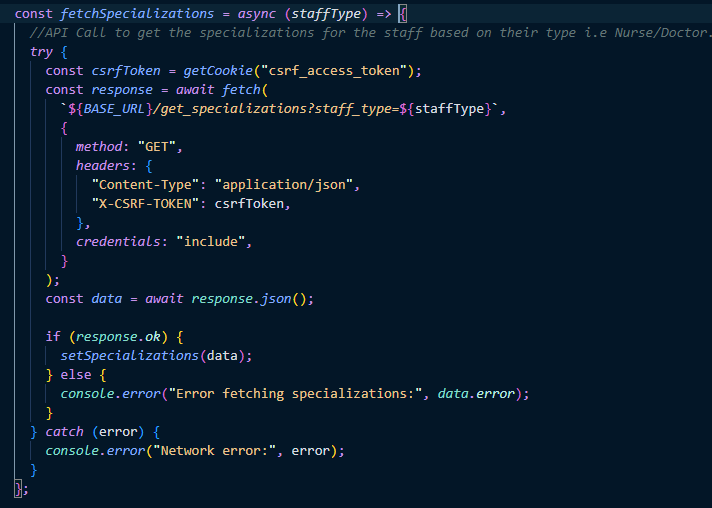 const fetchSpecializations = async (staffType) => {
  //API Call to get the specializations for the staff based on their type i.e Nurse/Doctor.
  try {
    const csrfToken = getCookie("csrf_access_token");
    const response = await fetch(
      `${BASE_URL}/get_specializations?staff_type=${staffType}`,
      {
        method: "GET",
        headers: {
          "Content-Type": "application/json",
          "X-CSRF-TOKEN": csrfToken,
        },
        credentials: "include",
      }
    );
    const data = await response.json();

    if (response.ok) {
      setSpecializations(data);
    } else {
      console.error("Error fetching specializations:", data.error);
    }
  } catch (error) {
    console.error("Network error:", error);
  }
};